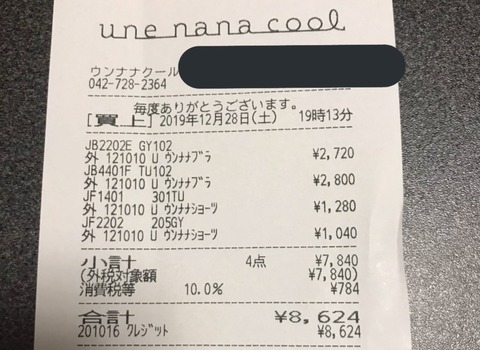 une nana cool
ウンナナクール
042-728-2364
毎度ありがとうございます。
[買上] 2019年12月28日(土) 19時13分
JB2202E GY102
外 121010 U ウンナナブラ ¥2,720
JB4401F TU102
外 121010 U ウンナナブラ ¥2,800
JF1401 301TU
外 121010 U ウンナナショーツ ¥1,280
JF2202 205GY
外 121010 U ウンナナショーツ ¥1,040
小計 4点 ¥7,840
(外税対象額 ¥7,840)
消費税等 10.0% ¥784
合計 ¥8,624
201016 クレジット ¥8,624